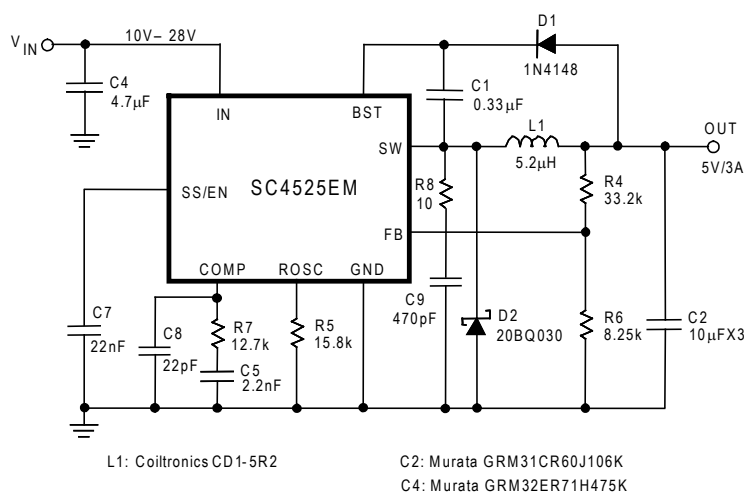 D1
1N4148
V IN
10V– 28V
C4
4.7µF
C1
0.33µF
IN
BST
L1
5.2µH
OUT
5V/3A
SW
SS/EN
SC4525EM
R8
10
R4
33.2k
FB
COMP
ROSC
GND
C7
22nF
C8
22pF
R7
12.7k
R5
15.8k
C9
470pF
D2
20BQ030
R6
8.25k
C2
10µFX3
C5
2.2nF
L1: Coiltronics CD1-5R2
C2: Murata GRM31CR60J106K
C4: Murata GRM32ER71H475K